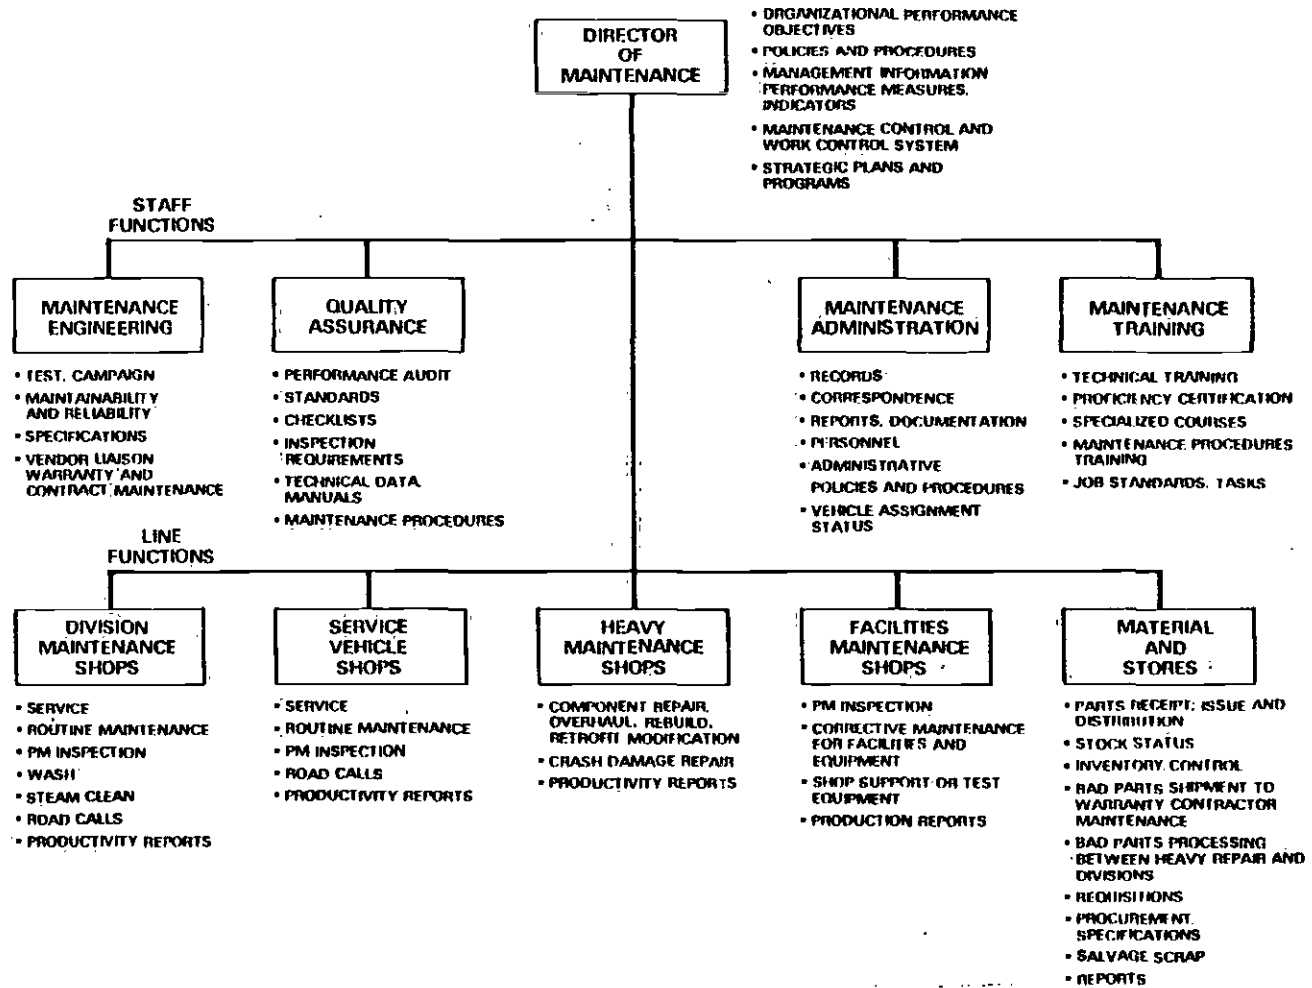 DIRECTOR
OF
MAINTENANCE
• ORGANIZATIONAL PERFORMANCE
OBJECTIVES
• POLICIES AND PROCEDURES
• MANAGEMENT INFORMATION
PERFORMANCE MEASURES,
INDICATORS
• MAINTENANCE CONTROL AND
WORK CONTROL SYSTEM
• STRATEGIC PLANS AND
PROGRAMS
STAFF
FUNCTIONS
MAINTENANCE
ENGINEERING
• TEST, CAMPAIGN
• MAINTAINABILITY
AND RELIABILITY
• SPECIFICATIONS
• VENDOR LIAISON
WARRANTY AND
CONTRACT MAINTENANCE
QUALITY
ASSURANCE
• PERFORMANCE AUDIT
• STANDARDS
• CHECKLISTS
• INSPECTION
REQUIREMENTS
• TECHNICAL DATA,
MANUALS
• MAINTENANCE PROCEDURES
MAINTENANCE
ADMINISTRATION
• RECORDS
• CORRESPONDENCE
• REPORTS, DOCUMENTATION
• PERSONNEL
• ADMINISTRATIVE
POLICIES AND PROCEDURES
• VEHICLE ASSIGNMENT
STATUS
MAINTENANCE
TRAINING
• TECHNICAL TRAINING
• PROFICIENCY CERTIFICATION
• SPECIALIZED COURSES
• MAINTENANCE PROCEDURES
TRAINING
• JOB STANDARDS, TASKS
LINE
FUNCTIONS
DIVISION
MAINTENANCE
SHOPS
• SERVICE
• ROUTINE MAINTENANCE
• PM INSPECTION
• WASH
• STEAM CLEAN
• ROAD CALLS
• PRODUCTIVITY REPORTS
SERVICE
VEHICLE
SHOPS
• SERVICE
• ROUTINE MAINTENANCE
• PM INSPECTION
• ROAD CALLS
• PRODUCTIVITY REPORTS
HEAVY
MAINTENANCE
SHOPS
• COMPONENT REPAIR,
OVERHAUL, REBUILD,
RETROFIT MODIFICATION
• CRASH DAMAGE REPAIR
• PRODUCTIVITY REPORTS
FACILITIES
MAINTENANCE
SHOPS
• PM INSPECTION
• CORRECTIVE MAINTENANCE
FOR FACILITIES AND
EQUIPMENT
• SHOP SUPPORT OR TEST
EQUIPMENT
• PRODUCTION REPORTS
MATERIAL
AND
STORES
• PARTS RECEIPT; ISSUE AND
DISTRIBUTION
• STOCK STATUS
• INVENTORY CONTROL
• BAD PARTS SHIPMENT TO
WARRANTY CONTRACTOR
MAINTENANCE
• BAD PARTS PROCESSING
BETWEEN HEAVY REPAIR AND
DIVISIONS
• REQUISITIONS
• PROCUREMENT
SPECIFICATIONS
• SALVAGE SCRAP
• REPORTS